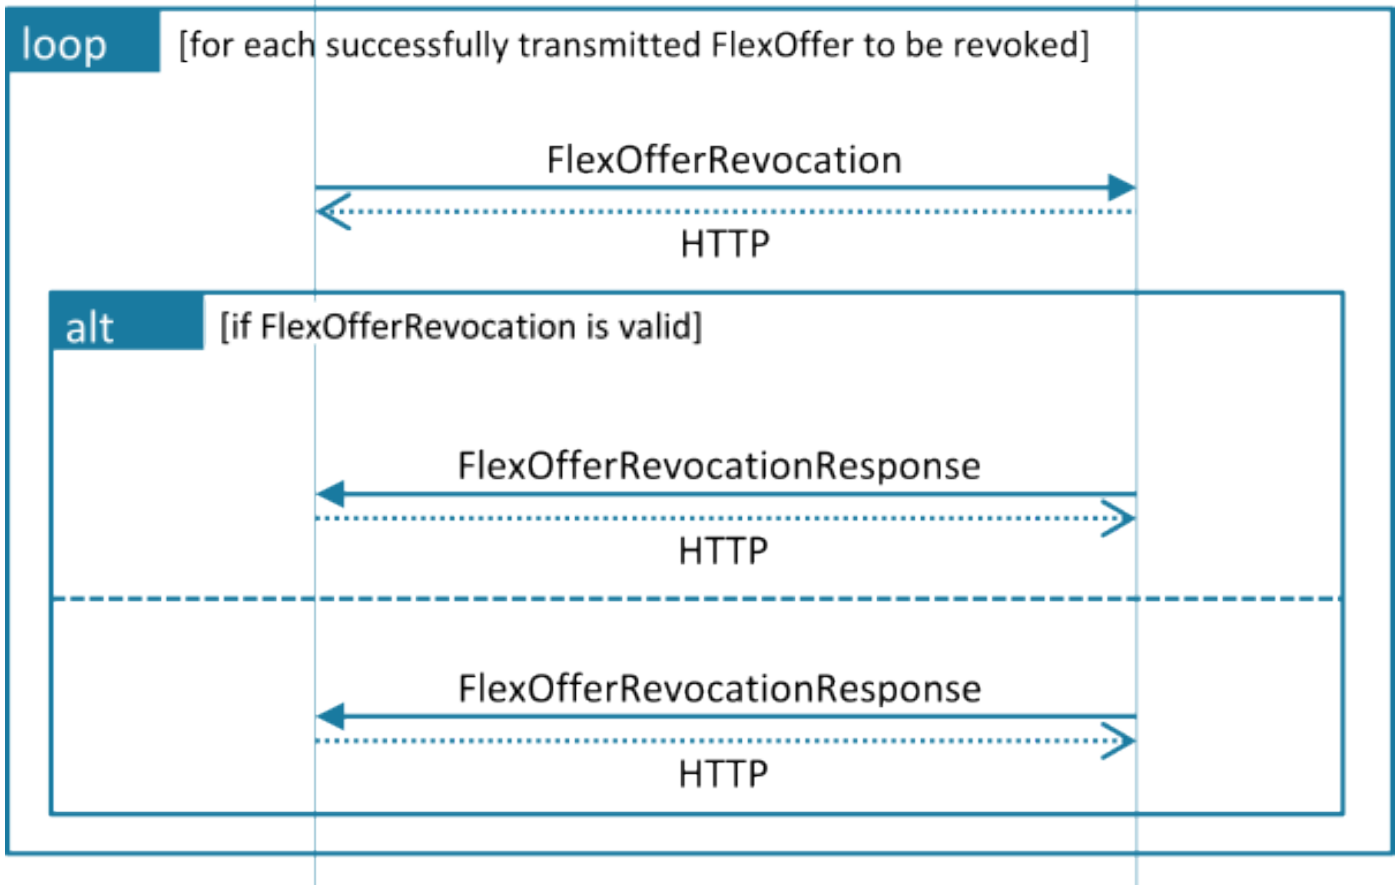 loop [for each successfully transmitted FlexOffer to be revoked]
FlexOfferRevocation
HTTP
alt [if FlexOfferRevocation is valid]
FlexOfferRevocationResponse
HTTP
FlexOfferRevocationResponse
HTTP